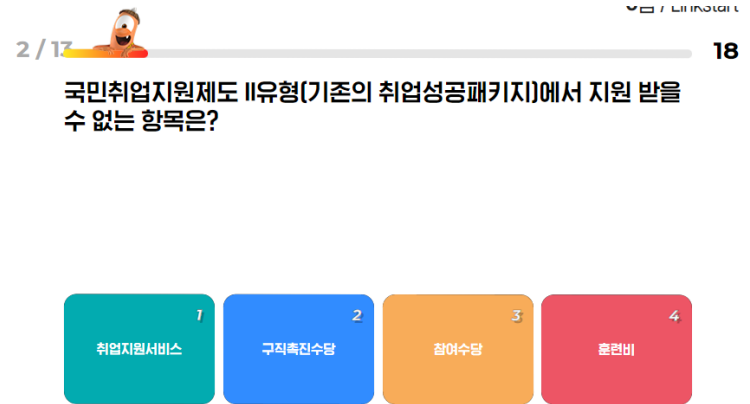 / Linkstart
2 / 13
18
국민취업지원제도 II유형(기존의 취업성공패키지)에서 지원 받을
수 없는 항목은?
1
2
3
4
취업지원서비스
구직촉진수당
참여수당
훈련비